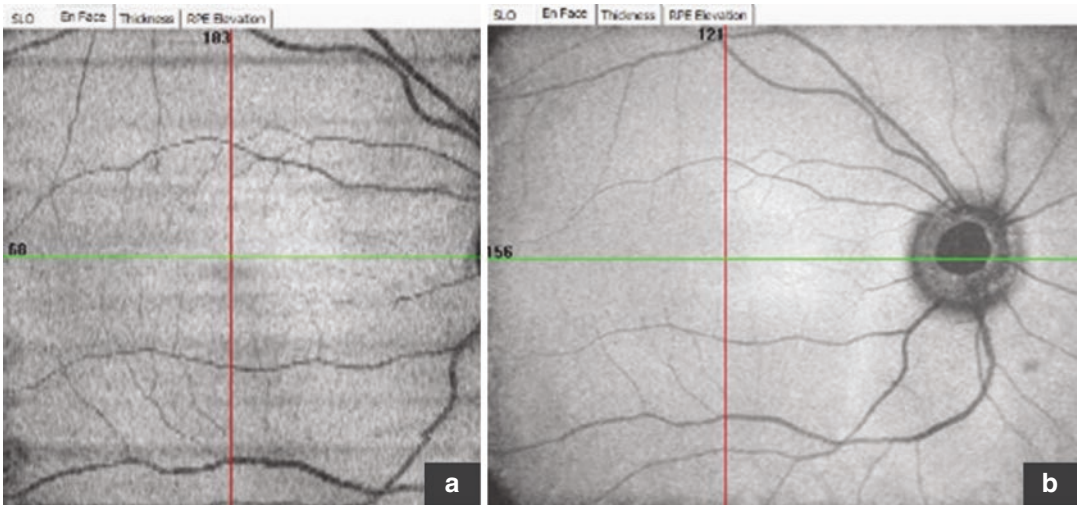 SLO En Face Thickness RPE Elevation
183
68
a
SLO En Face Thickness RPE Elevation
121
156
b